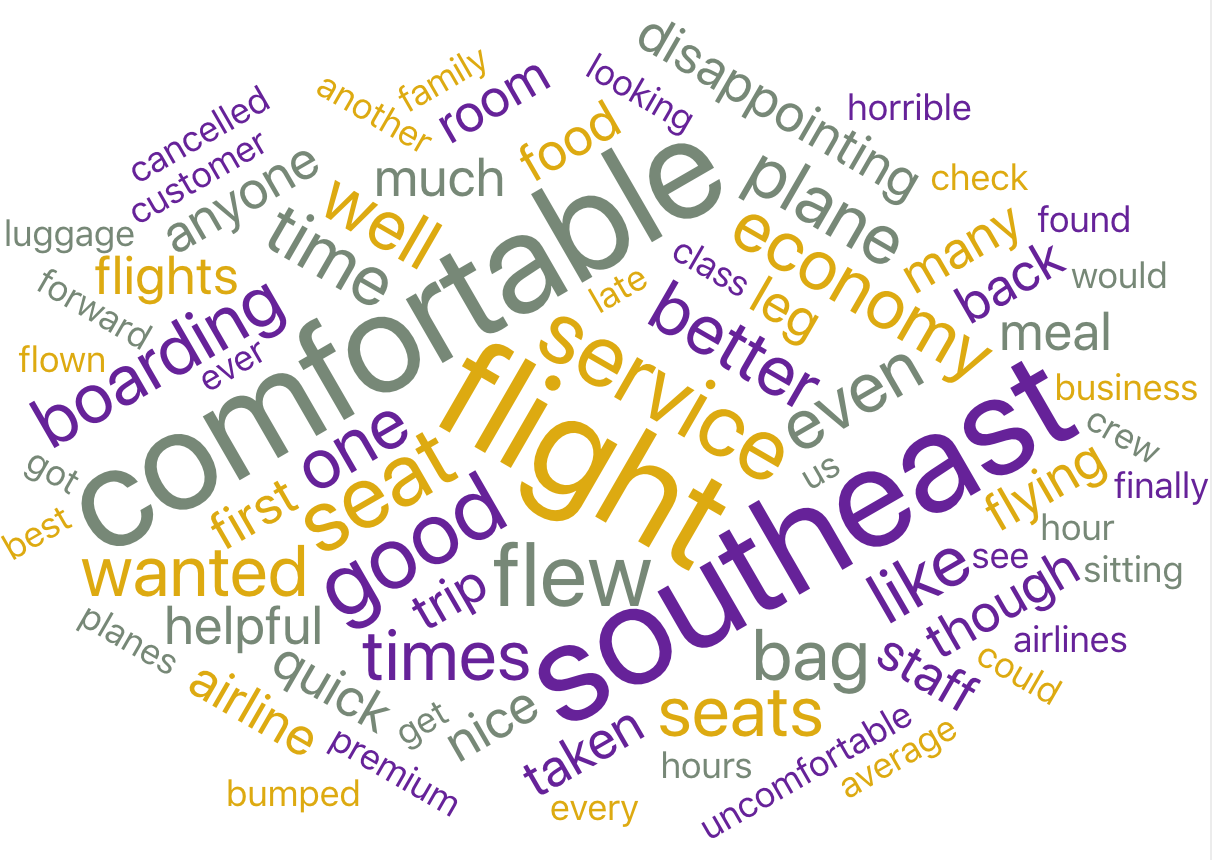 disappointing
family
looking
another
room
horrible
cancelled
food
customer
anyone
much
comfortable
plane
check
well
economy
many
found
luggage
time
class
back
would
flights
late
leg
forward
boarding
better
meal
service
flown
ever
flight
even
business
one
crew
got
seat
us
southeast
flying
finally
best
first
good
hour
wanted
flew
like
see
sitting
trip
though
planes
helpful
times
bag
staff
airlines
quick
could
airline
get
nice
seats
premium
taken
hours
uncomfortable
average
bumped
every